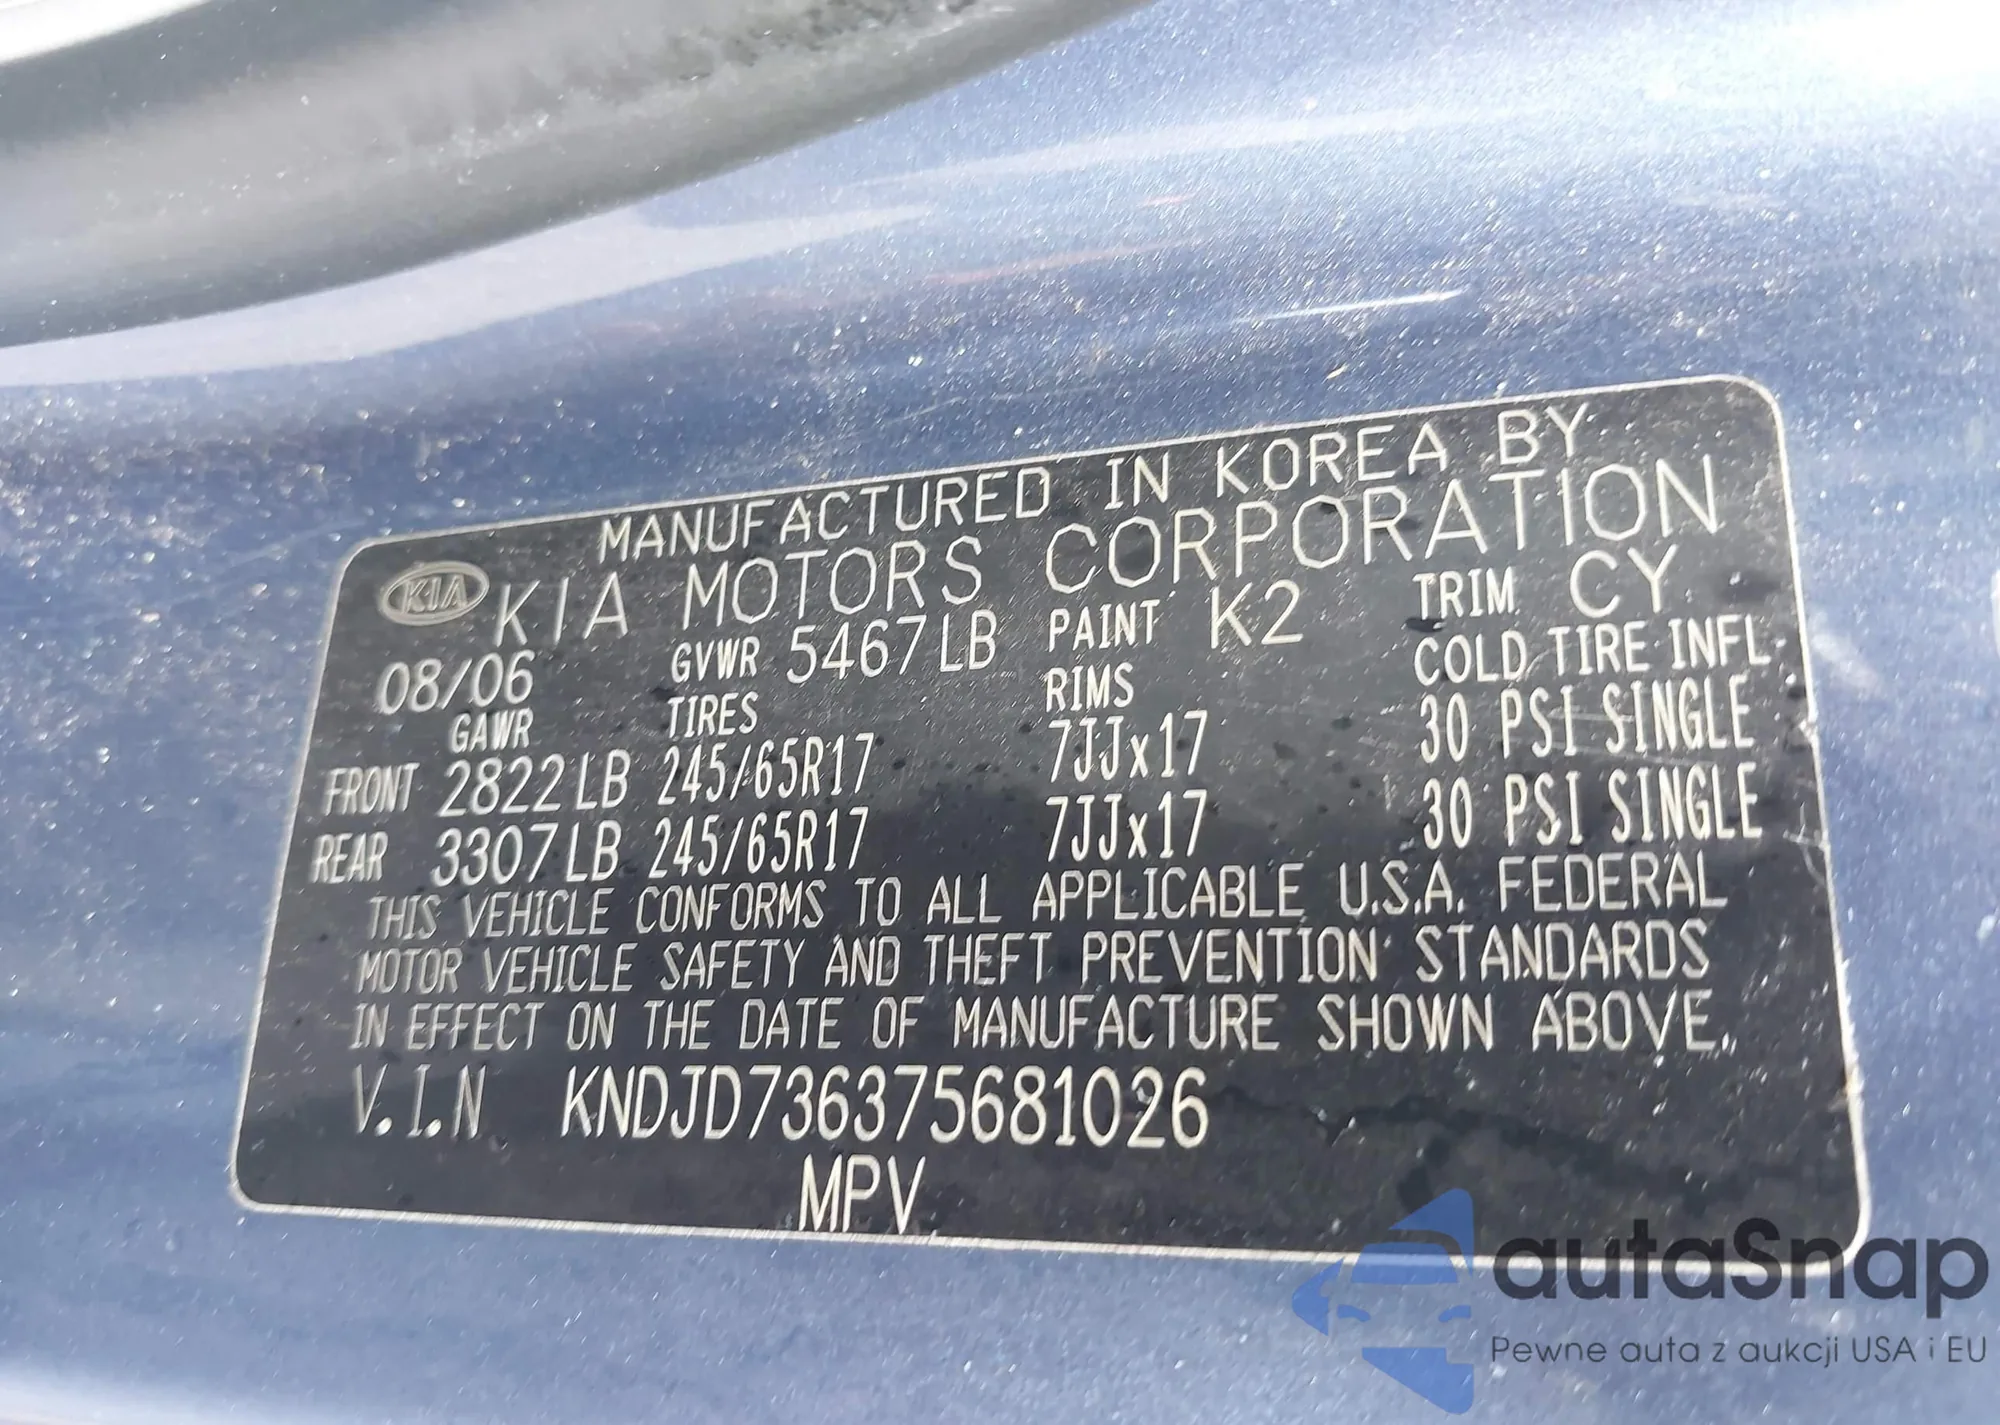 MANUFACTURED IN KOREA BY
KIA KIA MOTORS CORPORATION
08/06 GVWR 5467LB PAINT K2 TRIM CY
GAWR TIRES RIMS COLD TIRE INFL.
FRONT 2822LB 245/65R17 7JJx17 30 PSI SINGLE
REAR 3307LB 245/65R17 7JJx17 30 PSI SINGLE
THIS VEHICLE CONFORMS TO ALL APPLICABLE U.S.A. FEDERAL
MOTOR VEHICLE SAFETY AND THEFT PREVENTION STANDARDS
IN EFFECT ON THE DATE OF MANUFACTURE SHOWN ABOVE.
V.I.N KNDJD736375681026
MPV
autaSnap
Pewne auta z aukcji USA i EU